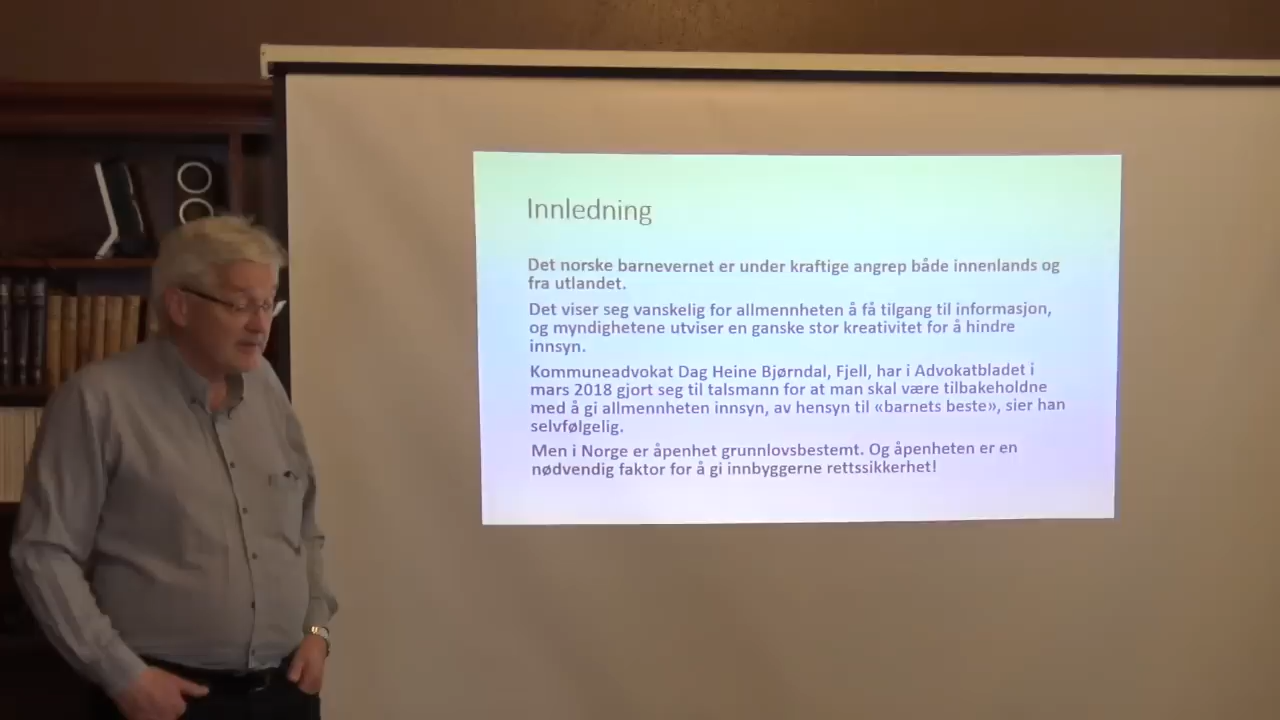 Innledning
Det norske barnevernet er under kraftige angrep både innenlands og
fra utlandet.
Det viser seg vanskelig for allmennheten å få tilgang til informasjon,
og myndighetene utviser en ganske stor kreativitet for å hindre
innsyn.
Kommuneadvokat Dag Heine Bjørndal, Fjell, har i Advokatbladet i
mars 2018 gjort seg til talsmann for at man skal være tilbakeholdne
med å gi allmennheten innsyn, av hensyn til «barnets beste», sier han
selvfølgelig.
Men i Norge er åpenhet grunnlovsbestemt. Og åpenheten er en
nødvendig faktor for å gi innbyggerne rettssikkerhet!